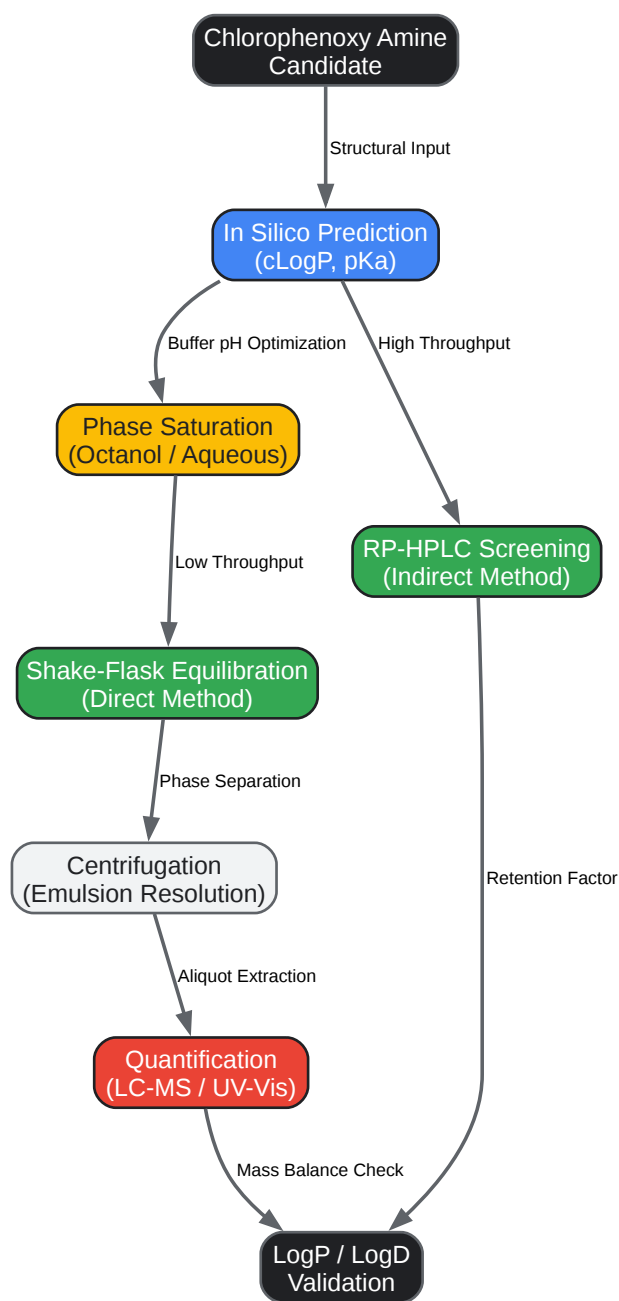 Chlorophenoxy Amine
Candidate
Structural Input
In Silico Prediction
(cLogP, pKa)
Buffer pH Optimization
High Throughput
Phase Saturation
(Octanol / Aqueous)
Low Throughput
RP-HPLC Screening
(Indirect Method)
Shake-Flask Equilibration
(Direct Method)
Phase Separation
Centrifugation
(Emulsion Resolution)
Retention Factor
Aliquot Extraction
Quantification
(LC-MS / UV-Vis)
Mass Balance Check
LogP / LogD
Validation